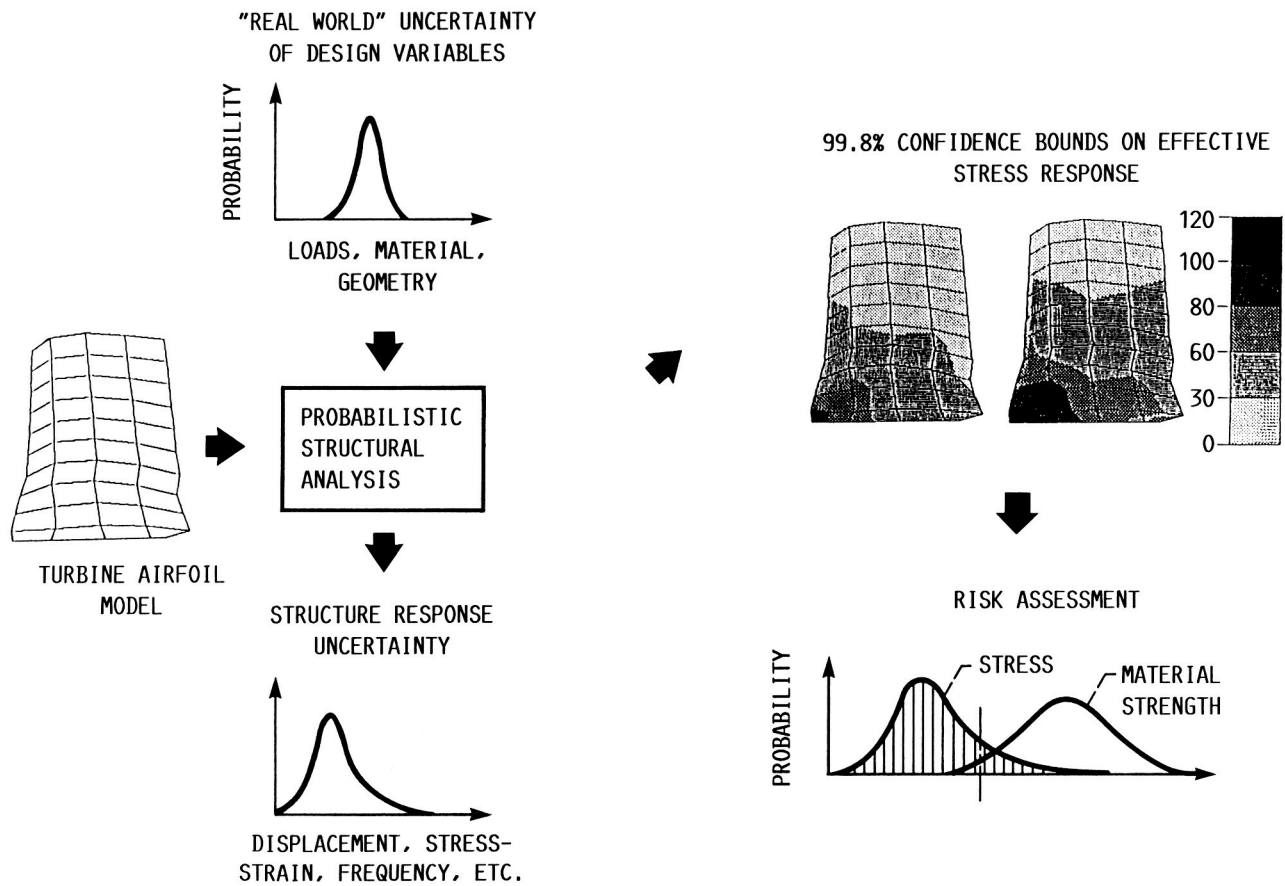 "REAL WORLD" UNCERTAINTY
OF DESIGN VARIABLES
PROBABILITY
LOADS, MATERIAL,
GEOMETRY
TURBINE AIRFOIL
MODEL
PROBABILISTIC
STRUCTURAL
ANALYSIS
STRUCTURE RESPONSE
UNCERTAINTY
DISPLACEMENT, STRESS-
STRAIN, FREQUENCY, ETC.
99.8% CONFIDENCE BOUNDS ON EFFECTIVE
STRESS RESPONSE
120
100
80
60
30
0
RISK ASSESSMENT
PROBABILITY
STRESS
MATERIAL
STRENGTH